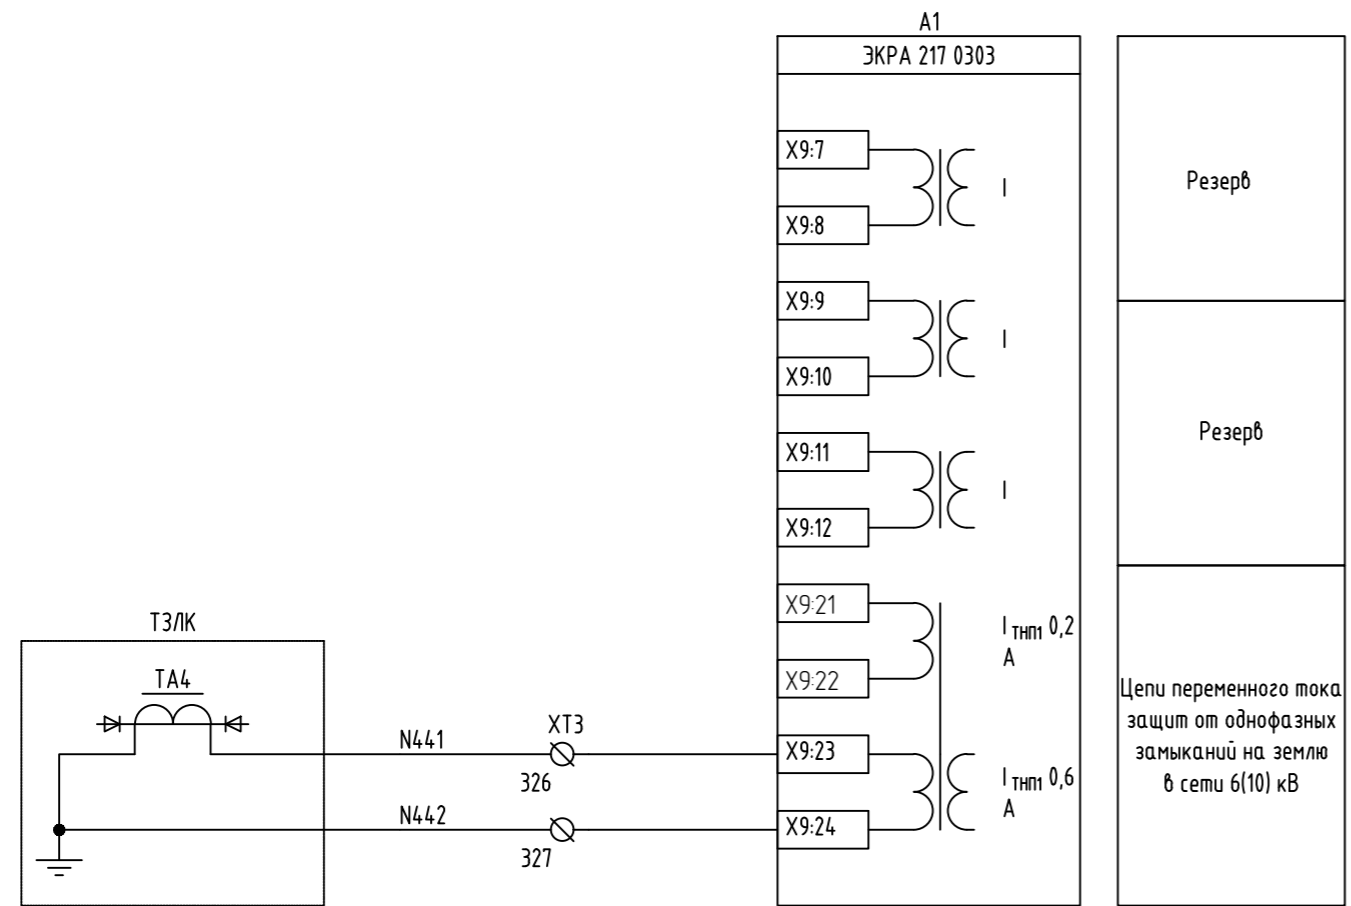 А1
ЭКРА 217 0303
X9:7
X9:8
I
Резерв
X9:9
X9:10
I
X9:11
X9:12
I
Резерв
X9:21
X9:22
I ТНП1 0,2
А
X9:23
X9:24
I ТНП1 0,6
А
Цепи переменного тока
защит от однофазных
замыканий на землю
в сети 6(10) кВ
ТЗЛК
ТА4
N441
ХТ3
326
N442
327